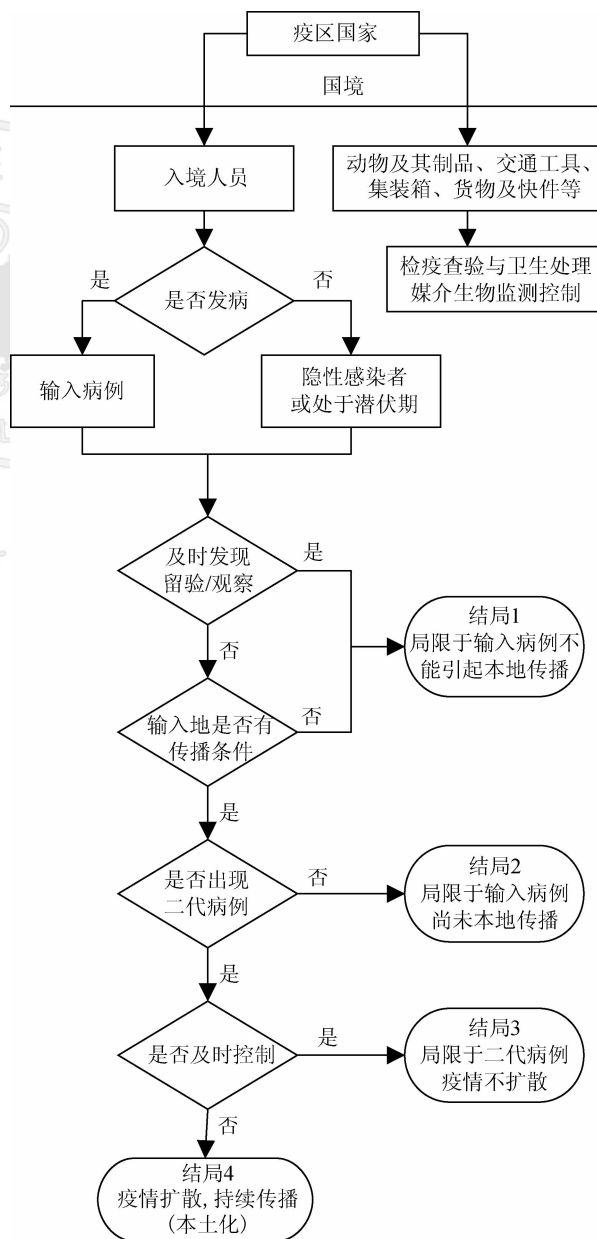 疫区国家
国境
入境人员
动物及其制品、交通工具、
集装箱、货物及快件等
检疫查验与卫生处理
媒介生物监测控制
是
是否发病
否
输入病例
隐性感染者
或处于潜伏期
及时发现
留验/观察
是
结局1
局限于输入病例不
能引起本地传播
否
输入地是否有
传播条件
否
是
是否出现
二代病例
否
结局2
局限于输入病例
尚未本地传播
是
是否及时控制
是
结局3
局限于二代病例
疫情不扩散
否
结局4
疫情扩散,持续传播
(本土化)